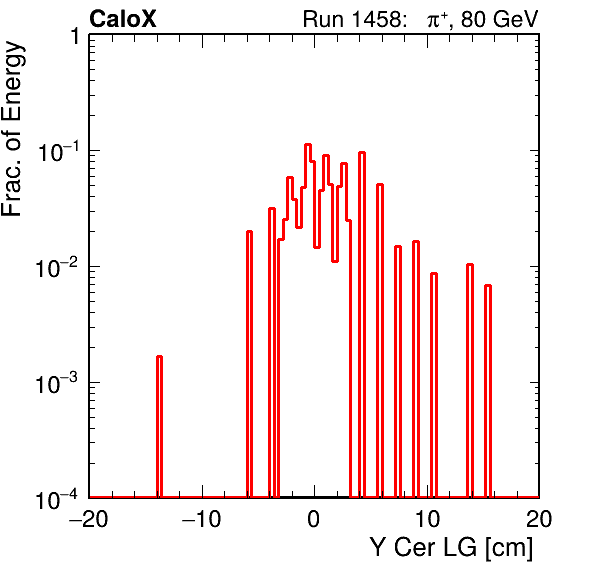 CaloX Run 1458: π⁺, 80 GeV
Frac. of Energy
1
10⁻¹
10⁻²
10⁻³
10⁻⁴
−20 −10 0 10 20
Y Cer LG [cm]